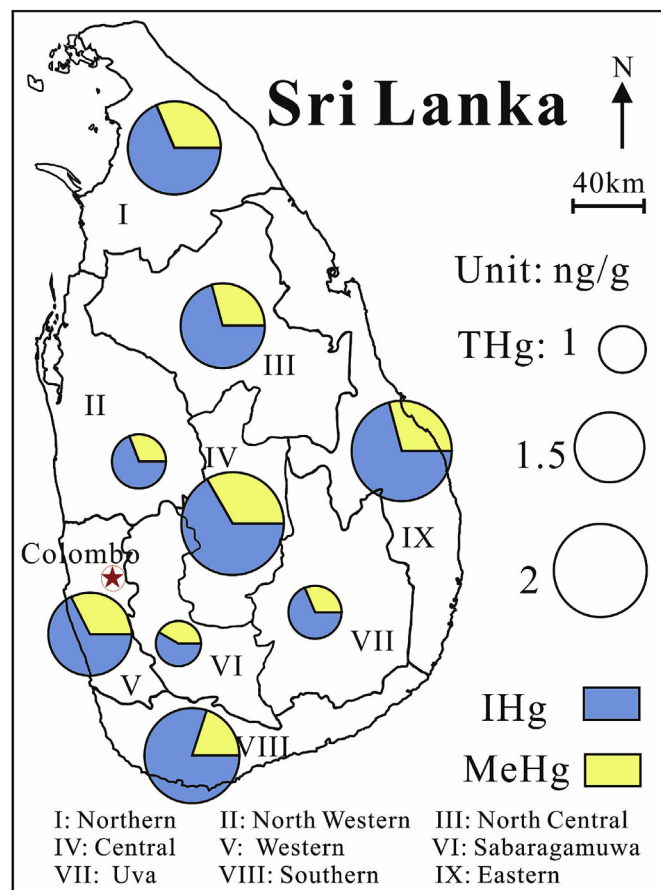 Sri Lanka
N
40km
Unit: ng/g
THg: 1
1.5
2
I
III
II
IV
IX
Colombo
VII
VI
V
VIII
IHg
MeHg
I: Northern II: North Western III: North Central
IV: Central V: Western VI: Sabaragamuwa
VII: Uva VIII: Southern IX: Eastern